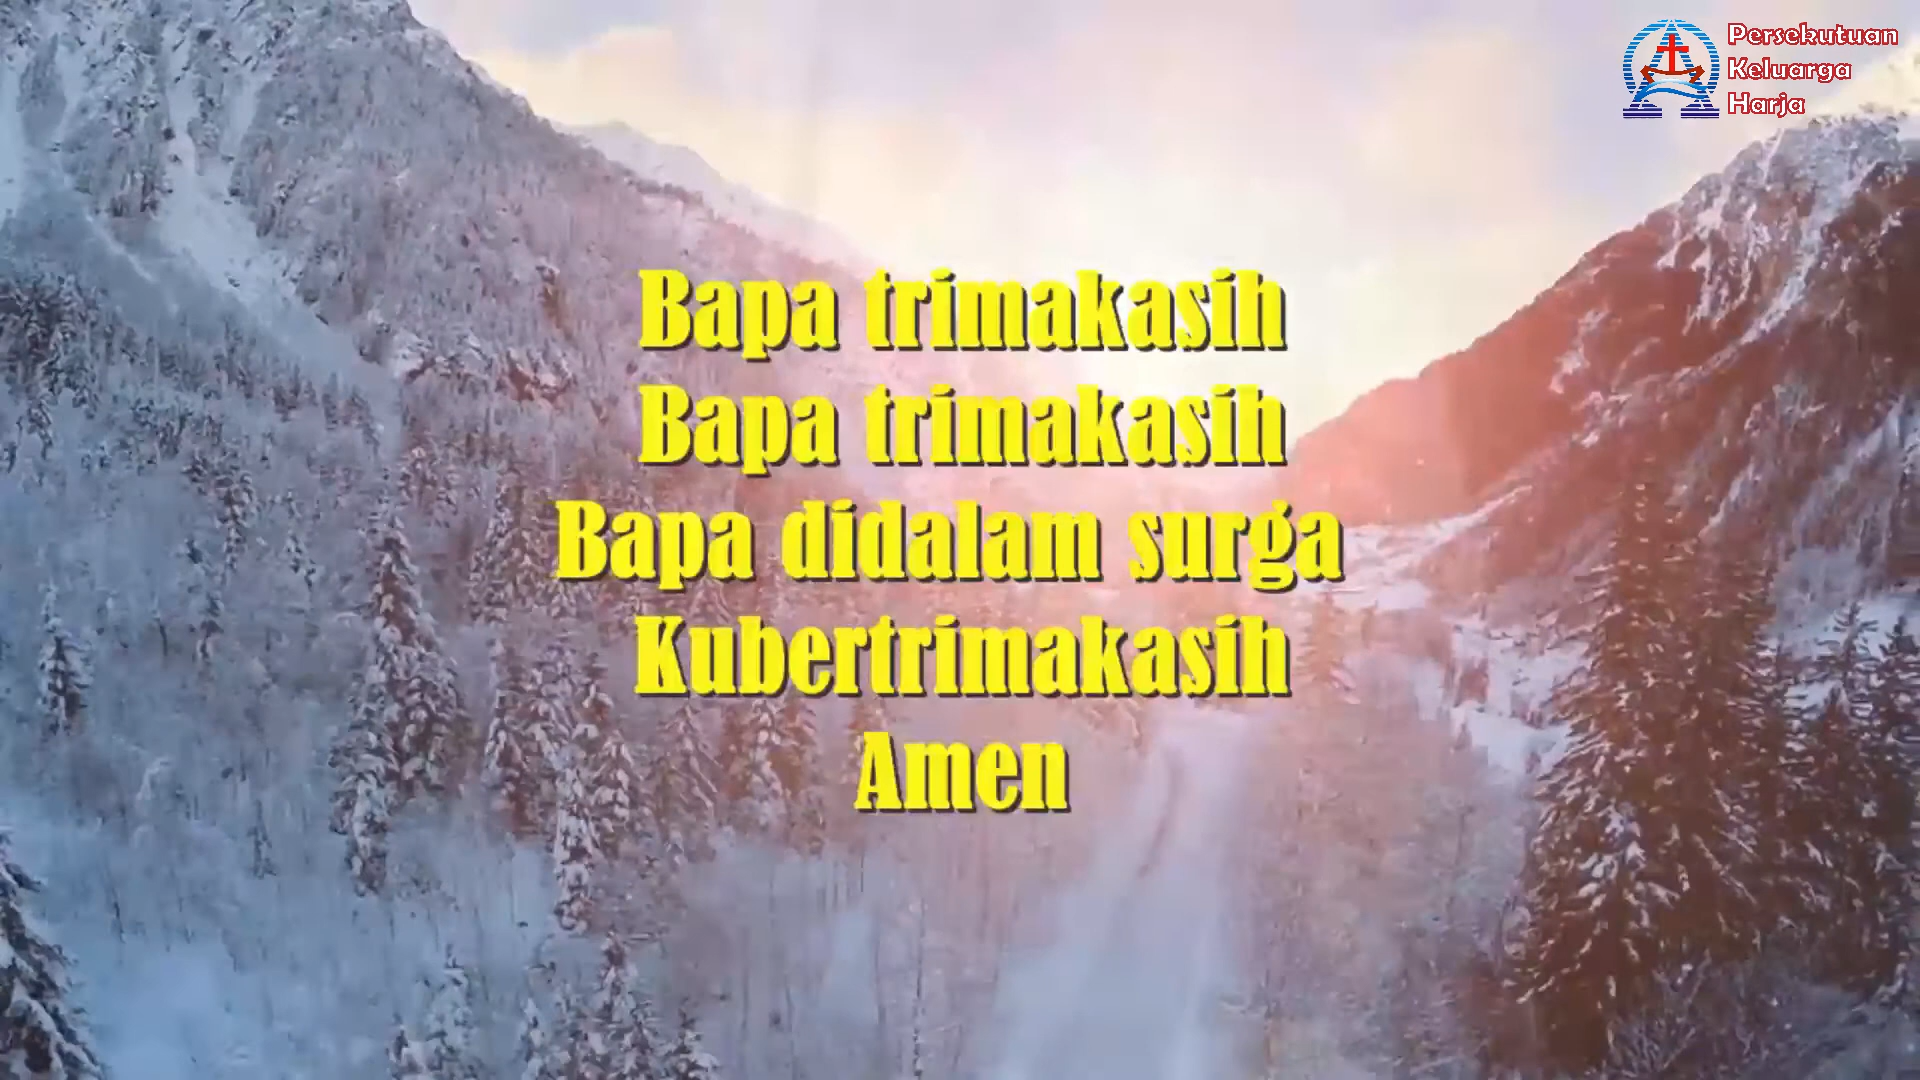 Persekutuan
Keluarga
Harja
Bapa trimakasih
Bapa trimakasih
Bapa didalam surga
Kubertrimakasih
Amen